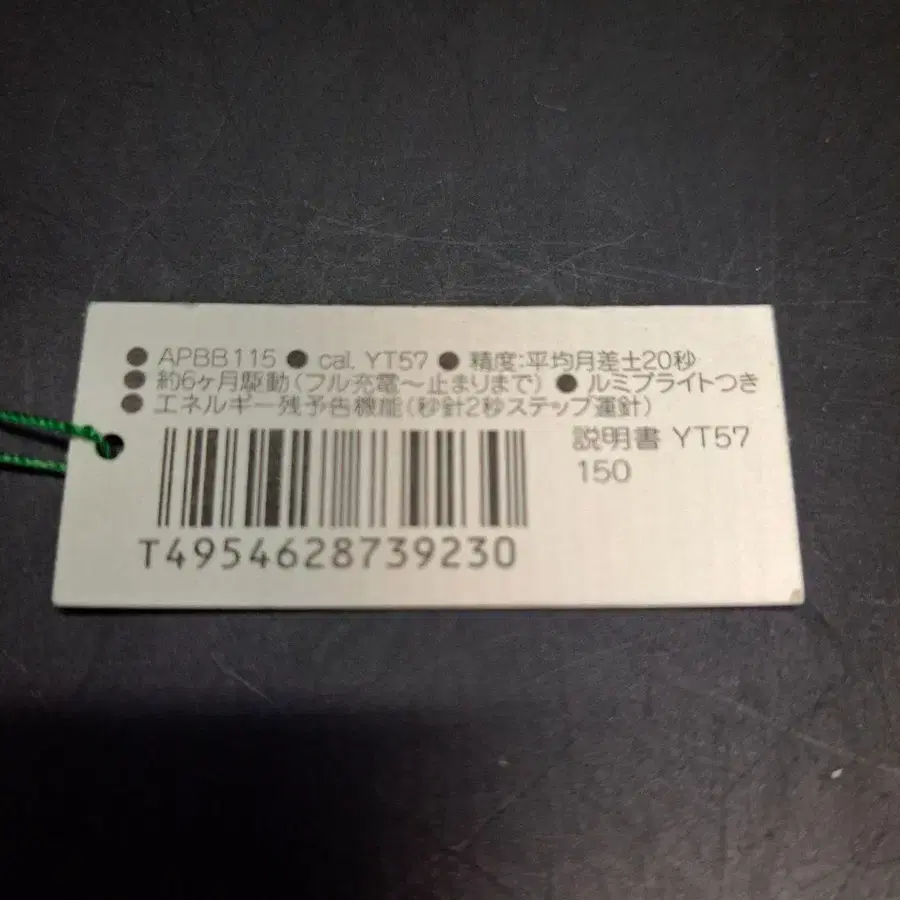 ● APBB115 ● cal. YT57 ● 精度:平均月差±20秒
● 約6ヶ月駆動(フル充電～止まりまで) ● ルミブライトつき
● エネルギー残予告機能(秒針2秒ステップ運針)
説明書 YT57
150
T4954628739230